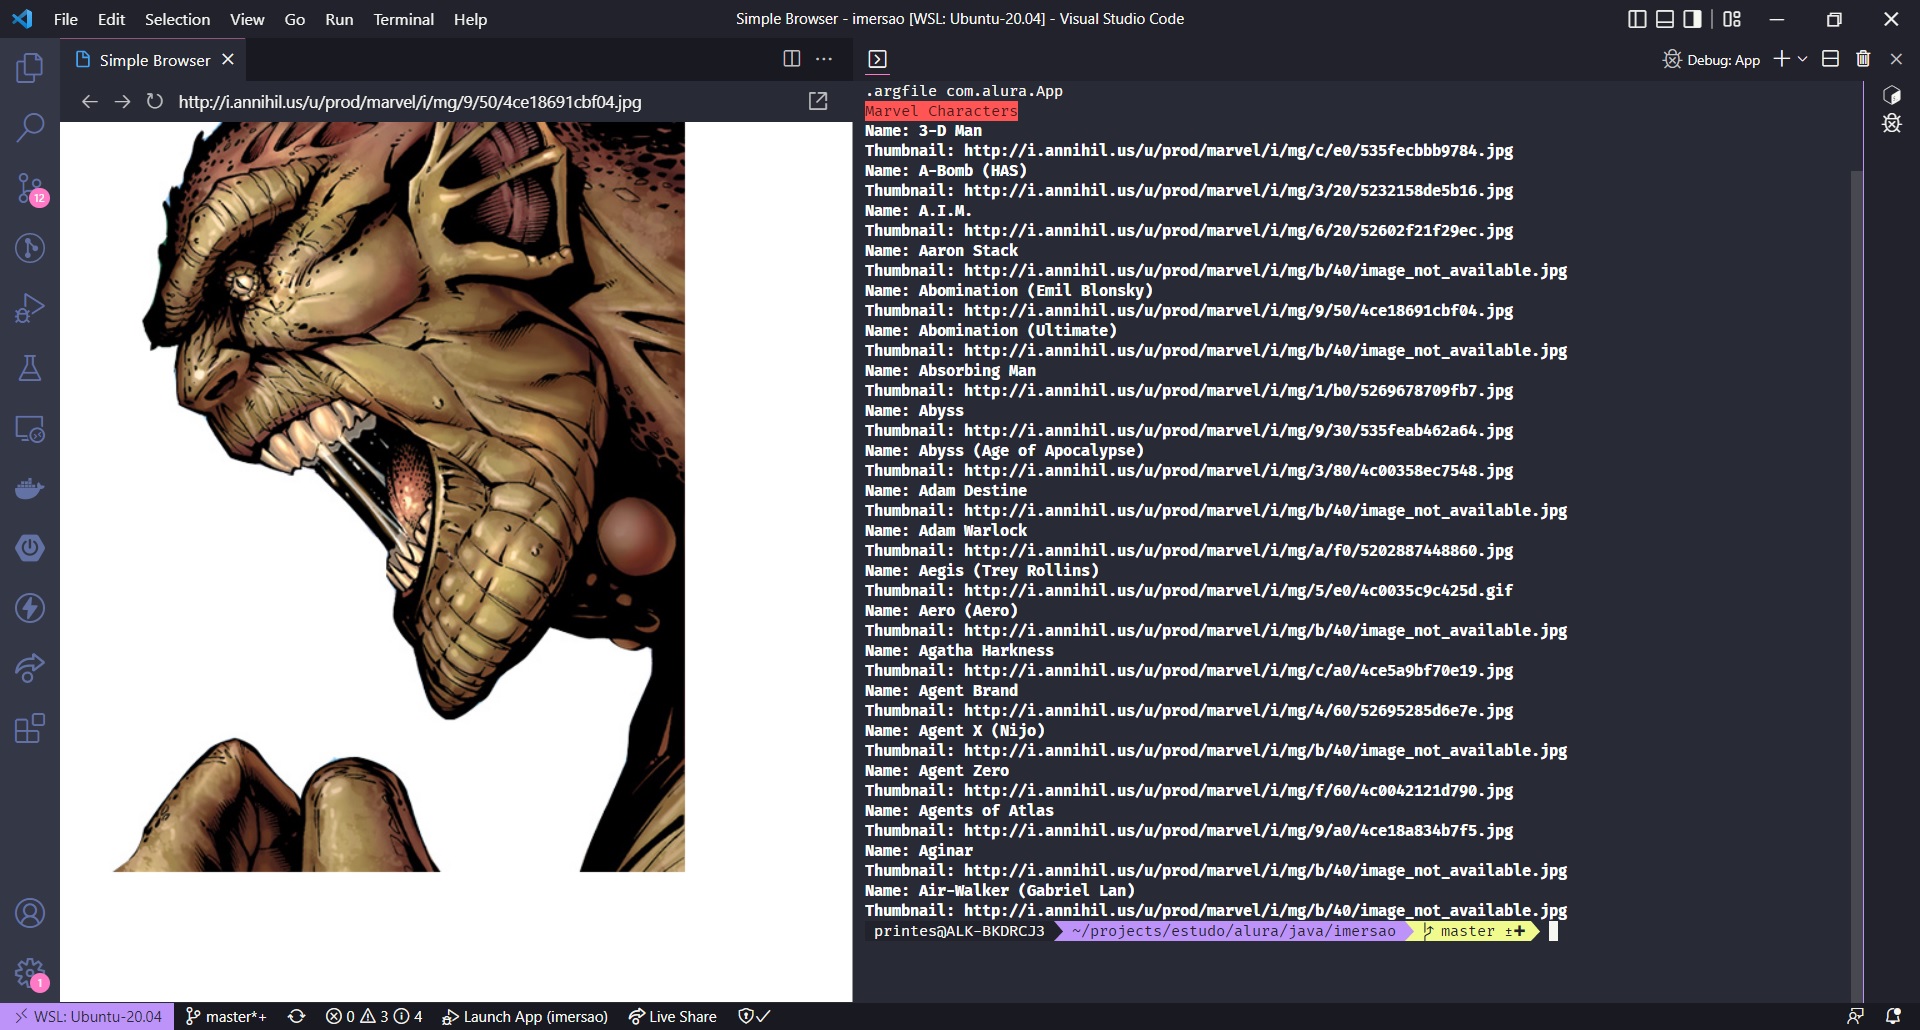 File Edit Selection View Go Run Terminal Help
Simple Browser - imersao [WSL: Ubuntu-20.04] - Visual Studio Code
Simple Browser
http://i.annihil.us/u/prod/marvel/i/mg/9/50/4ce18691cbf04.jpg
12
1
Debug: App
.argfile com.alura.App
Marvel Characters
Name: 3-D Man
Thumbnail: http://i.annihil.us/u/prod/marvel/i/mg/c/e0/535fecbbb9784.jpg
Name: A-Bomb (HAS)
Thumbnail: http://i.annihil.us/u/prod/marvel/i/mg/3/20/5232158de5b16.jpg
Name: A.I.M.
Thumbnail: http://i.annihil.us/u/prod/marvel/i/mg/6/20/52602f21f29ec.jpg
Name: Aaron Stack
Thumbnail: http://i.annihil.us/u/prod/marvel/i/mg/b/40/image_not_available.jpg
Name: Abomination (Emil Blonsky)
Thumbnail: http://i.annihil.us/u/prod/marvel/i/mg/9/50/4ce18691cbf04.jpg
Name: Abomination (Ultimate)
Thumbnail: http://i.annihil.us/u/prod/marvel/i/mg/b/40/image_not_available.jpg
Name: Absorbing Man
Thumbnail: http://i.annihil.us/u/prod/marvel/i/mg/1/b0/5269678709fb7.jpg
Name: Abyss
Thumbnail: http://i.annihil.us/u/prod/marvel/i/mg/9/30/535feab462a64.jpg
Name: Abyss (Age of Apocalypse)
Thumbnail: http://i.annihil.us/u/prod/marvel/i/mg/3/80/4c00358ec7548.jpg
Name: Adam Destine
Thumbnail: http://i.annihil.us/u/prod/marvel/i/mg/b/40/image_not_available.jpg
Name: Adam Warlock
Thumbnail: http://i.annihil.us/u/prod/marvel/i/mg/a/f0/5202887448860.jpg
Name: Aegis (Trey Rollins)
Thumbnail: http://i.annihil.us/u/prod/marvel/i/mg/5/e0/4c0035c9c425d.gif
Name: Aero (Aero)
Thumbnail: http://i.annihil.us/u/prod/marvel/i/mg/b/40/image_not_available.jpg
Name: Agatha Harkness
Thumbnail: http://i.annihil.us/u/prod/marvel/i/mg/c/a0/4ce5a9bf70e19.jpg
Name: Agent Brand
Thumbnail: http://i.annihil.us/u/prod/marvel/i/mg/4/60/52695285d6e7e.jpg
Name: Agent X (Nijo)
Thumbnail: http://i.annihil.us/u/prod/marvel/i/mg/b/40/image_not_available.jpg
Name: Agent Zero
Thumbnail: http://i.annihil.us/u/prod/marvel/i/mg/f/60/4c0042121d790.jpg
Name: Agents of Atlas
Thumbnail: http://i.annihil.us/u/prod/marvel/i/mg/9/a0/4ce18a834b7f5.jpg
Name: Aginar
Thumbnail: http://i.annihil.us/u/prod/marvel/i/mg/b/40/image_not_available.jpg
Name: Air-Walker (Gabriel Lan)
Thumbnail: http://i.annihil.us/u/prod/marvel/i/mg/b/40/image_not_available.jpg
printes@ALK-BKDRCJ3 ~/projects/estudo/alura/java/imersao master ±✚
WSL: Ubuntu-20.04 master*+ 0 3 4 Launch App (imersao) Live Share